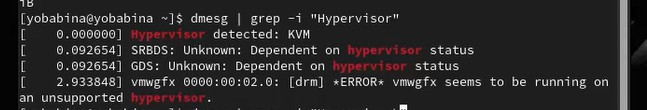 iB
[yobabina@yobabina ~]$ dmesg | grep -i "Hypervisor"
[    0.000000] Hypervisor detected: KVM
[    0.092654] SRBDS: Unknown: Dependent on hypervisor status
[    0.092654] GDS: Unknown: Dependent on hypervisor status
[    2.933848] vmwgfx 0000:00:02.0: [drm] *ERROR* vmwgfx seems to be running on
an unsupported hypervisor.